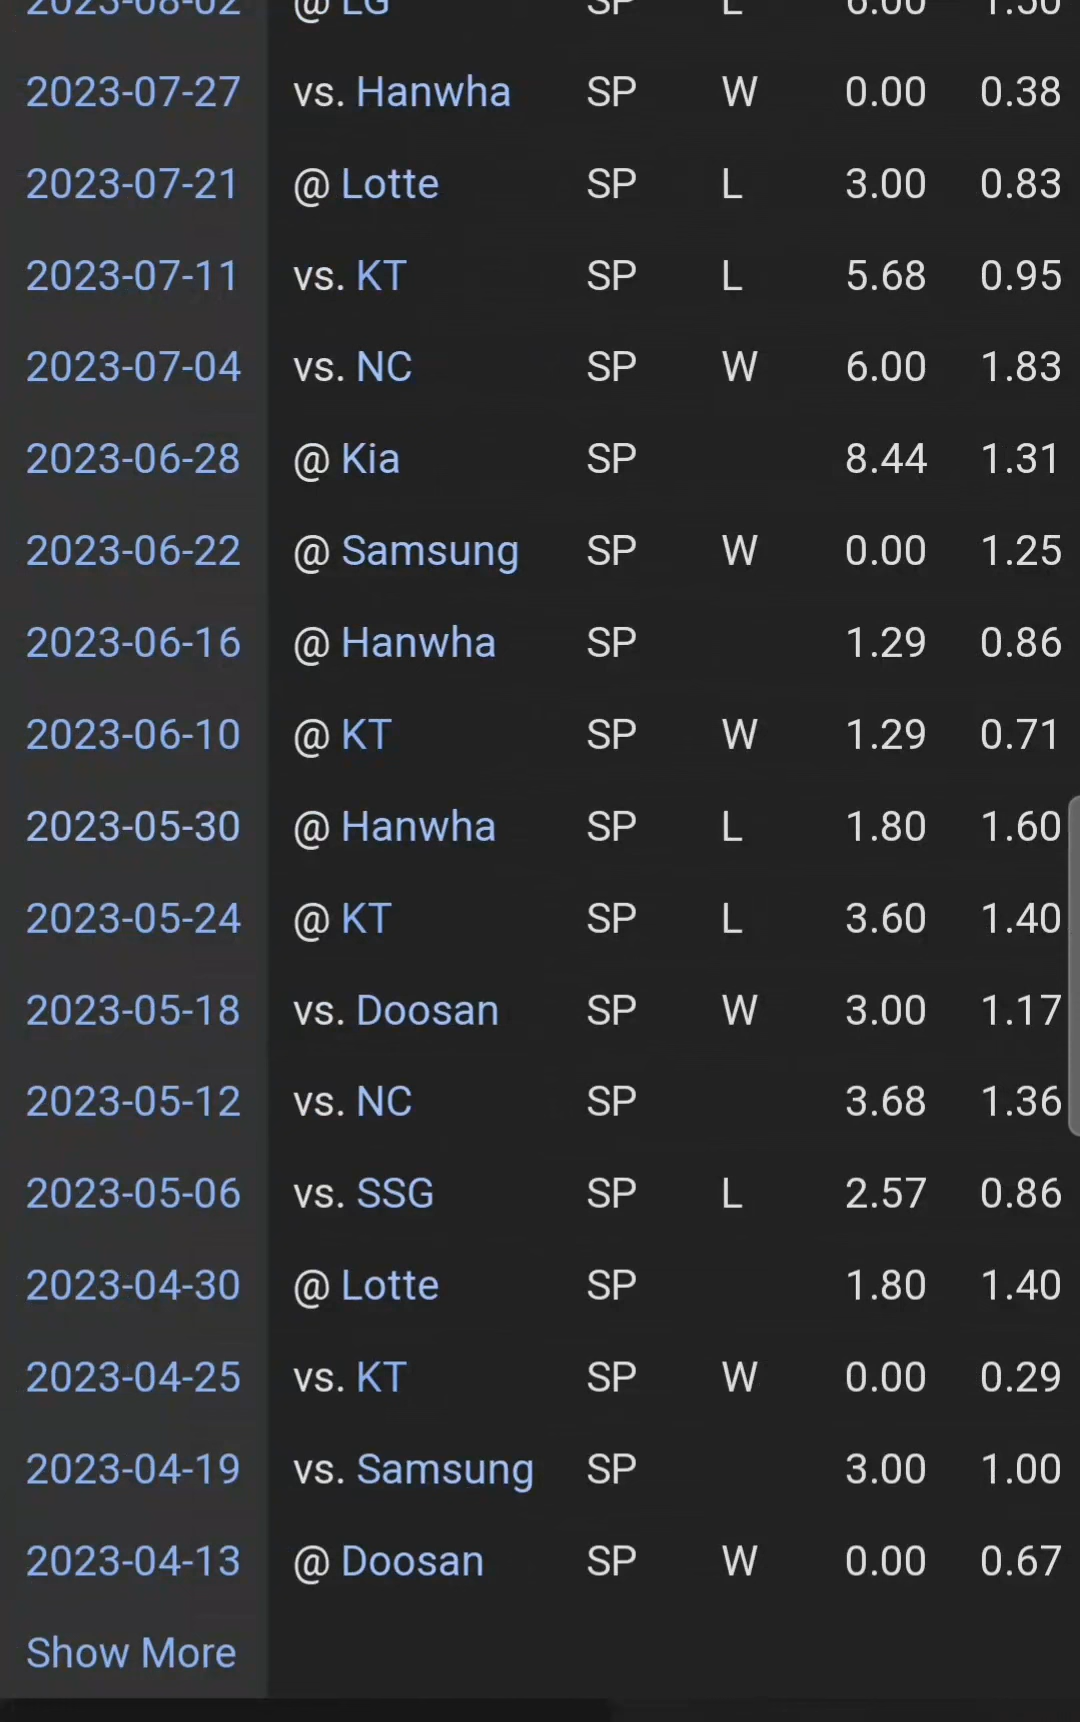 2023-08-02 @ LG SP L 6.00 1.50
2023-07-27 vs. Hanwha SP W 0.00 0.38
2023-07-21 @ Lotte SP L 3.00 0.83
2023-07-11 vs. KT SP L 5.68 0.95
2023-07-04 vs. NC SP W 6.00 1.83
2023-06-28 @ Kia SP 8.44 1.31
2023-06-22 @ Samsung SP W 0.00 1.25
2023-06-16 @ Hanwha SP 1.29 0.86
2023-06-10 @ KT SP W 1.29 0.71
2023-05-30 @ Hanwha SP L 1.80 1.60
2023-05-24 @ KT SP L 3.60 1.40
2023-05-18 vs. Doosan SP W 3.00 1.17
2023-05-12 vs. NC SP 3.68 1.36
2023-05-06 vs. SSG SP L 2.57 0.86
2023-04-30 @ Lotte SP 1.80 1.40
2023-04-25 vs. KT SP W 0.00 0.29
2023-04-19 vs. Samsung SP 3.00 1.00
2023-04-13 @ Doosan SP W 0.00 0.67
Show More